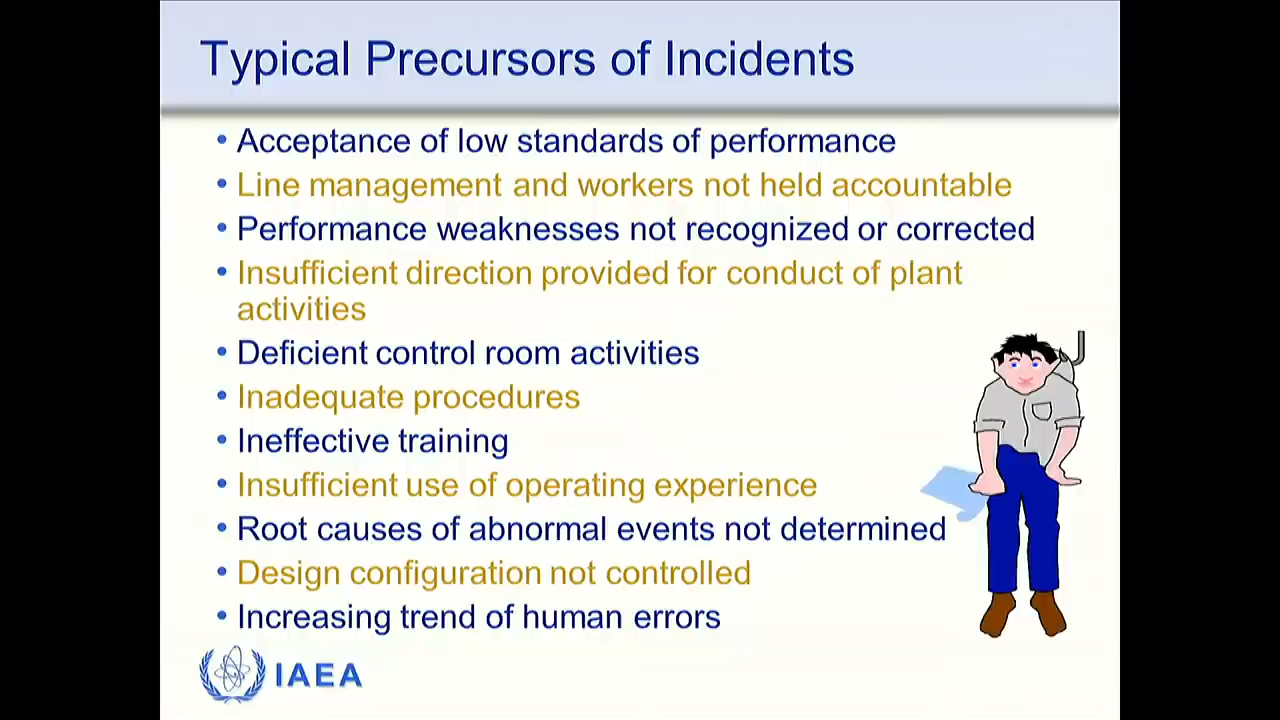 Typical Precursors of Incidents
• Acceptance of low standards of performance
• Line management and workers not held accountable
• Performance weaknesses not recognized or corrected
• Insufficient direction provided for conduct of plant
activities
• Deficient control room activities
• Inadequate procedures
• Ineffective training
• Insufficient use of operating experience
• Root causes of abnormal events not determined
• Design configuration not controlled
• Increasing trend of human errors
IAEA